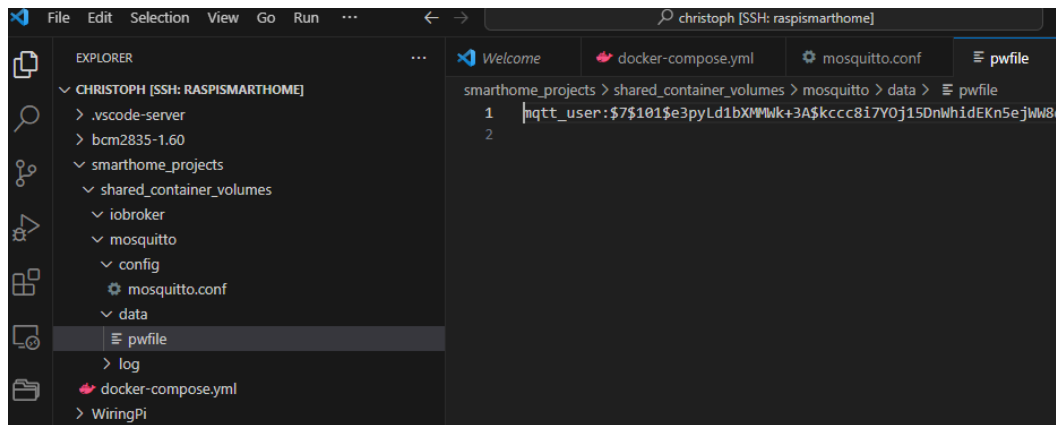 File Edit Selection View Go Run ... ← → christoph [SSH: raspismarthome]
EXPLORER ...
CHRISTOPH [SSH: RASPISMARTHOME]
.vscode-server
bcm2835-1.60
smarthome_projects
shared_container_volumes
iobroker
mosquitto
config
mosquitto.conf
data
pwfile
log
docker-compose.yml
WiringPi
Welcome docker-compose.yml mosquitto.conf pwfile
smarthome_projects > shared_container_volumes > mosquitto > data > pwfile
1 mqtt_user:$7$101$e3pyLd1bXMMWk+3A$kccc8i7YOj15DnWhidEKn5ejWW8
2